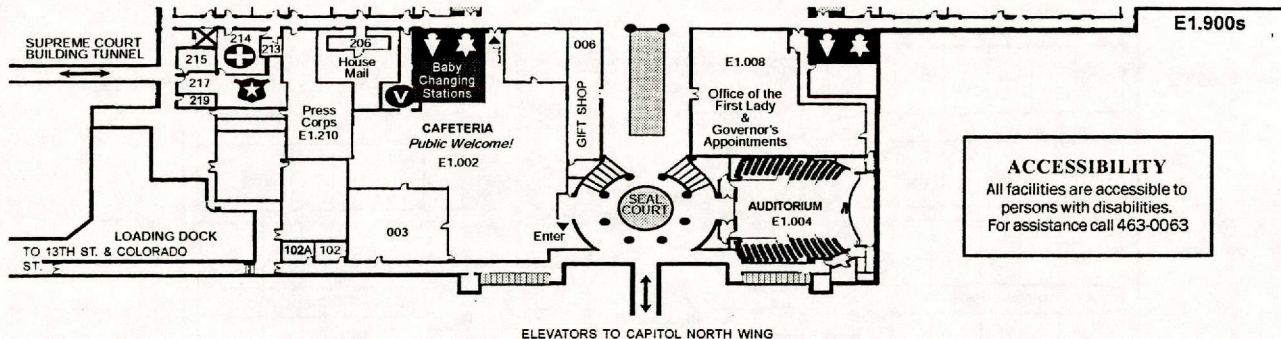 E1.900s
SUPREME COURT
BUILDING TUNNEL
214
213
215
217
219
206
House
Mail
Baby
Changing
Stations
V
Press
Corps
E1.210
CAFETERIA
Public Welcome!
E1.002
006
GIFT SHOP
E1.008
Office of the
First Lady
&
Governor's
Appointments
SEAL
COURT
AUDITORIUM
E1.004
ACCESSIBILITY
All facilities are accessible to
persons with disabilities.
For assistance call 463-0063
LOADING DOCK
TO 13TH ST. & COLORADO
ST.
102A
102
003
Enter
ELEVATORS TO CAPITOL NORTH WING